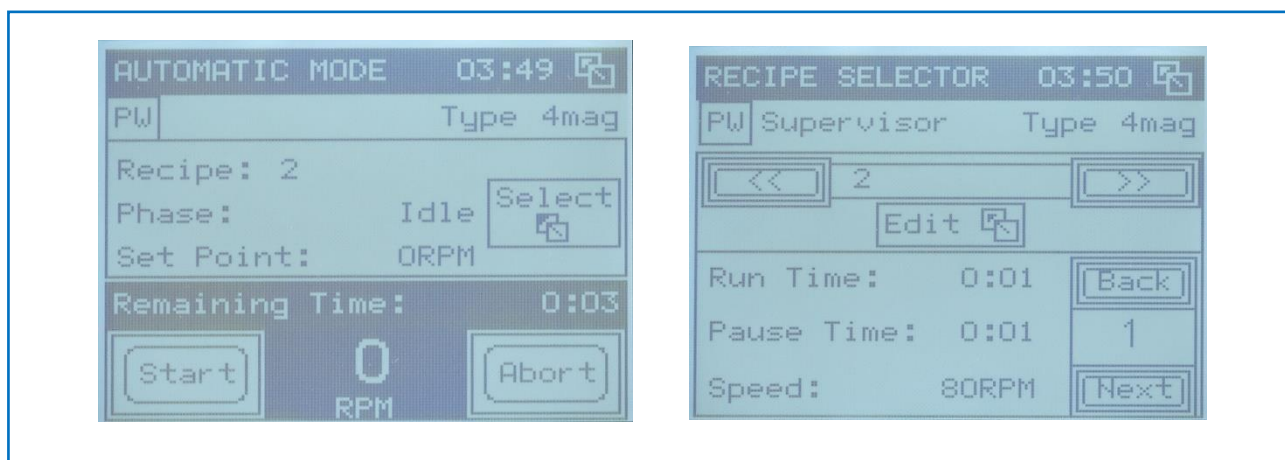 AUTOMATIC MODE 03:49
PW Type 4mag
Recipe: 2
Phase: Idle
Select
Set Point: 0RPM
Remaining Time: 0:03
Start 0 RPM Abort
RECIPE SELECTOR 03:50
PW Supervisor Type 4mag
<< 2 >>
Edit
Run Time: 0:01 Back
Pause Time: 0:01 1
Speed: 80RPM Next